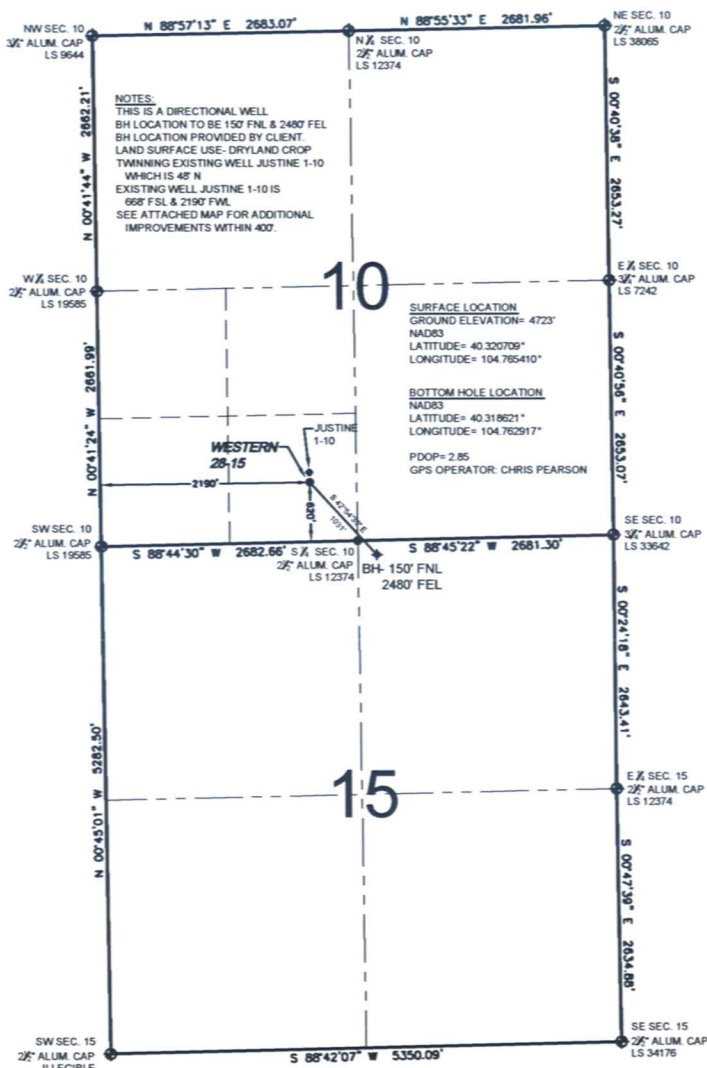 N 88°57'13" E 2683.07'
N 88°55'33" E 2681.96'
NW SEC. 10
3¼" ALUM. CAP
LS 9644
N ¼ SEC. 10
2½" ALUM. CAP
LS 12374
NE SEC. 10
2½" ALUM. CAP
LS 38065
N 00°41'44" W 2662.21'
S 00°40'38" E 2653.27'
NOTES:
THIS IS A DIRECTIONAL WELL
BH LOCATION TO BE 150' FNL & 2480' FEL
BH LOCATION PROVIDED BY CLIENT.
LAND SURFACE USE- DRYLAND CROP
TWINNING EXISTING WELL JUSTINE 1-10
WHICH IS 48' N
EXISTING WELL JUSTINE 1-10 IS
668' FSL & 2190' FWL
SEE ATTACHED MAP FOR ADDITIONAL
IMPROVEMENTS WITHIN 400'.
W ¼ SEC. 10
2½" ALUM. CAP
LS 19585
10
E ¼ SEC. 10
3¼" ALUM. CAP
LS 7242
SURFACE LOCATION
GROUND ELEVATION= 4723'
NAD83
LATITUDE= 40.320709°
LONGITUDE= 104.765410°
BOTTOM HOLE LOCATION
NAD83
LATITUDE= 40.318621°
LONGITUDE= 104.762917°
PDOP= 2.85
GPS OPERATOR: CHRIS PEARSON
N 00°41'24" W 2661.99'
S 00°40'56" E 2653.07'
JUSTINE
1-10
WESTERN
28-15
2190'
620'
1031'
SW SEC. 10
2½" ALUM. CAP
LS 19585
S 88°44'30" W 2682.66'
S ¼ SEC. 10
2½" ALUM. CAP
LS 12374
S 88°45'22" W 2681.30'
SE SEC. 10
3¼" ALUM. CAP
LS 33642
BH- 150' FNL
2480' FEL
S 00°24'18" E 2643.41'
N 00°45'01" W 5282.50'
15
E ¼ SEC. 15
2½" ALUM. CAP
LS 12374
S 00°47'39" E 2634.88'
SW SEC. 15
2½" ALUM. CAP
ILLEGIBLE
S 88°42'07" W 5350.09'
SE SEC. 15
2½" ALUM. CAP
LS 34176